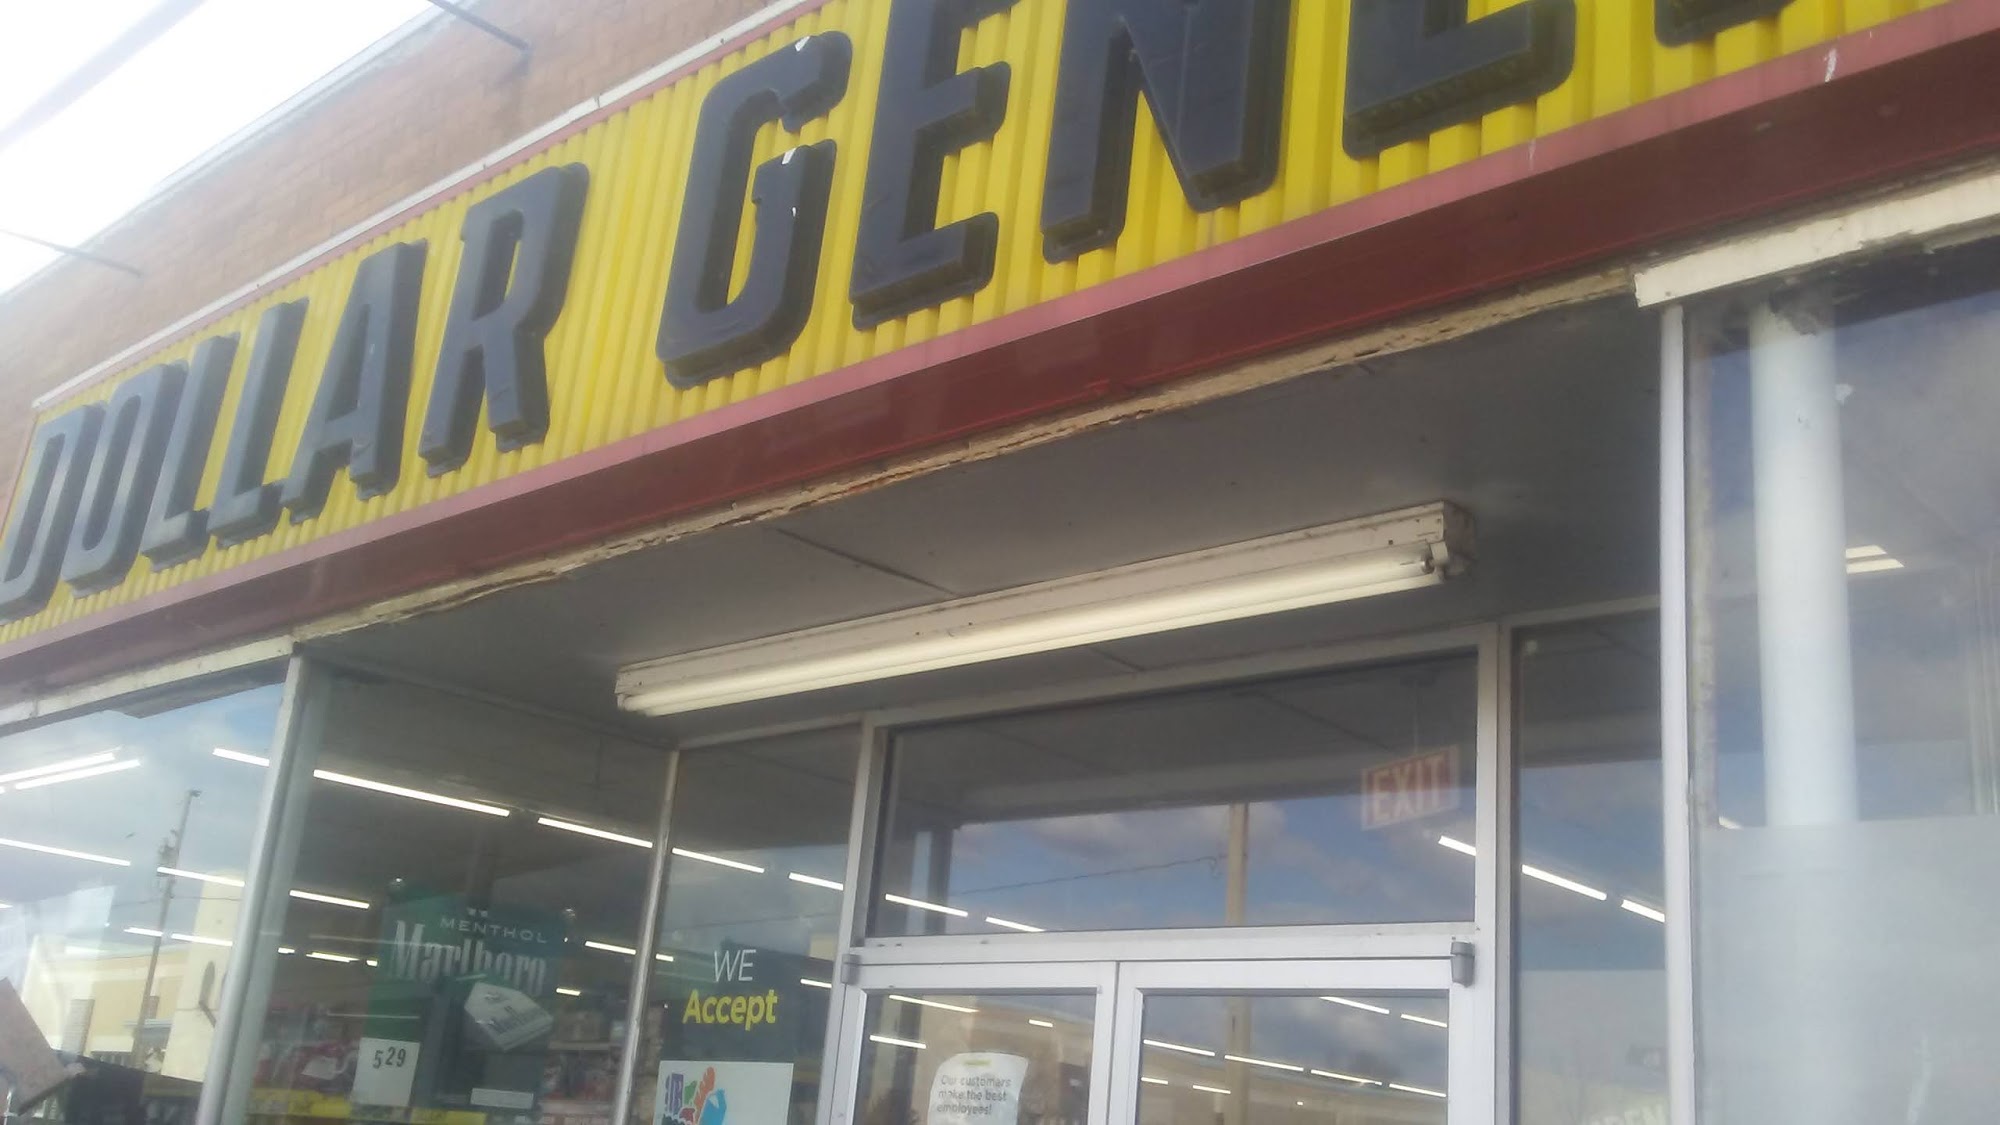 DOLLAR GENE
EXIT
MENTHOL
Marlboro
5 29
WE
Accept
Our customers
make the best
employees!